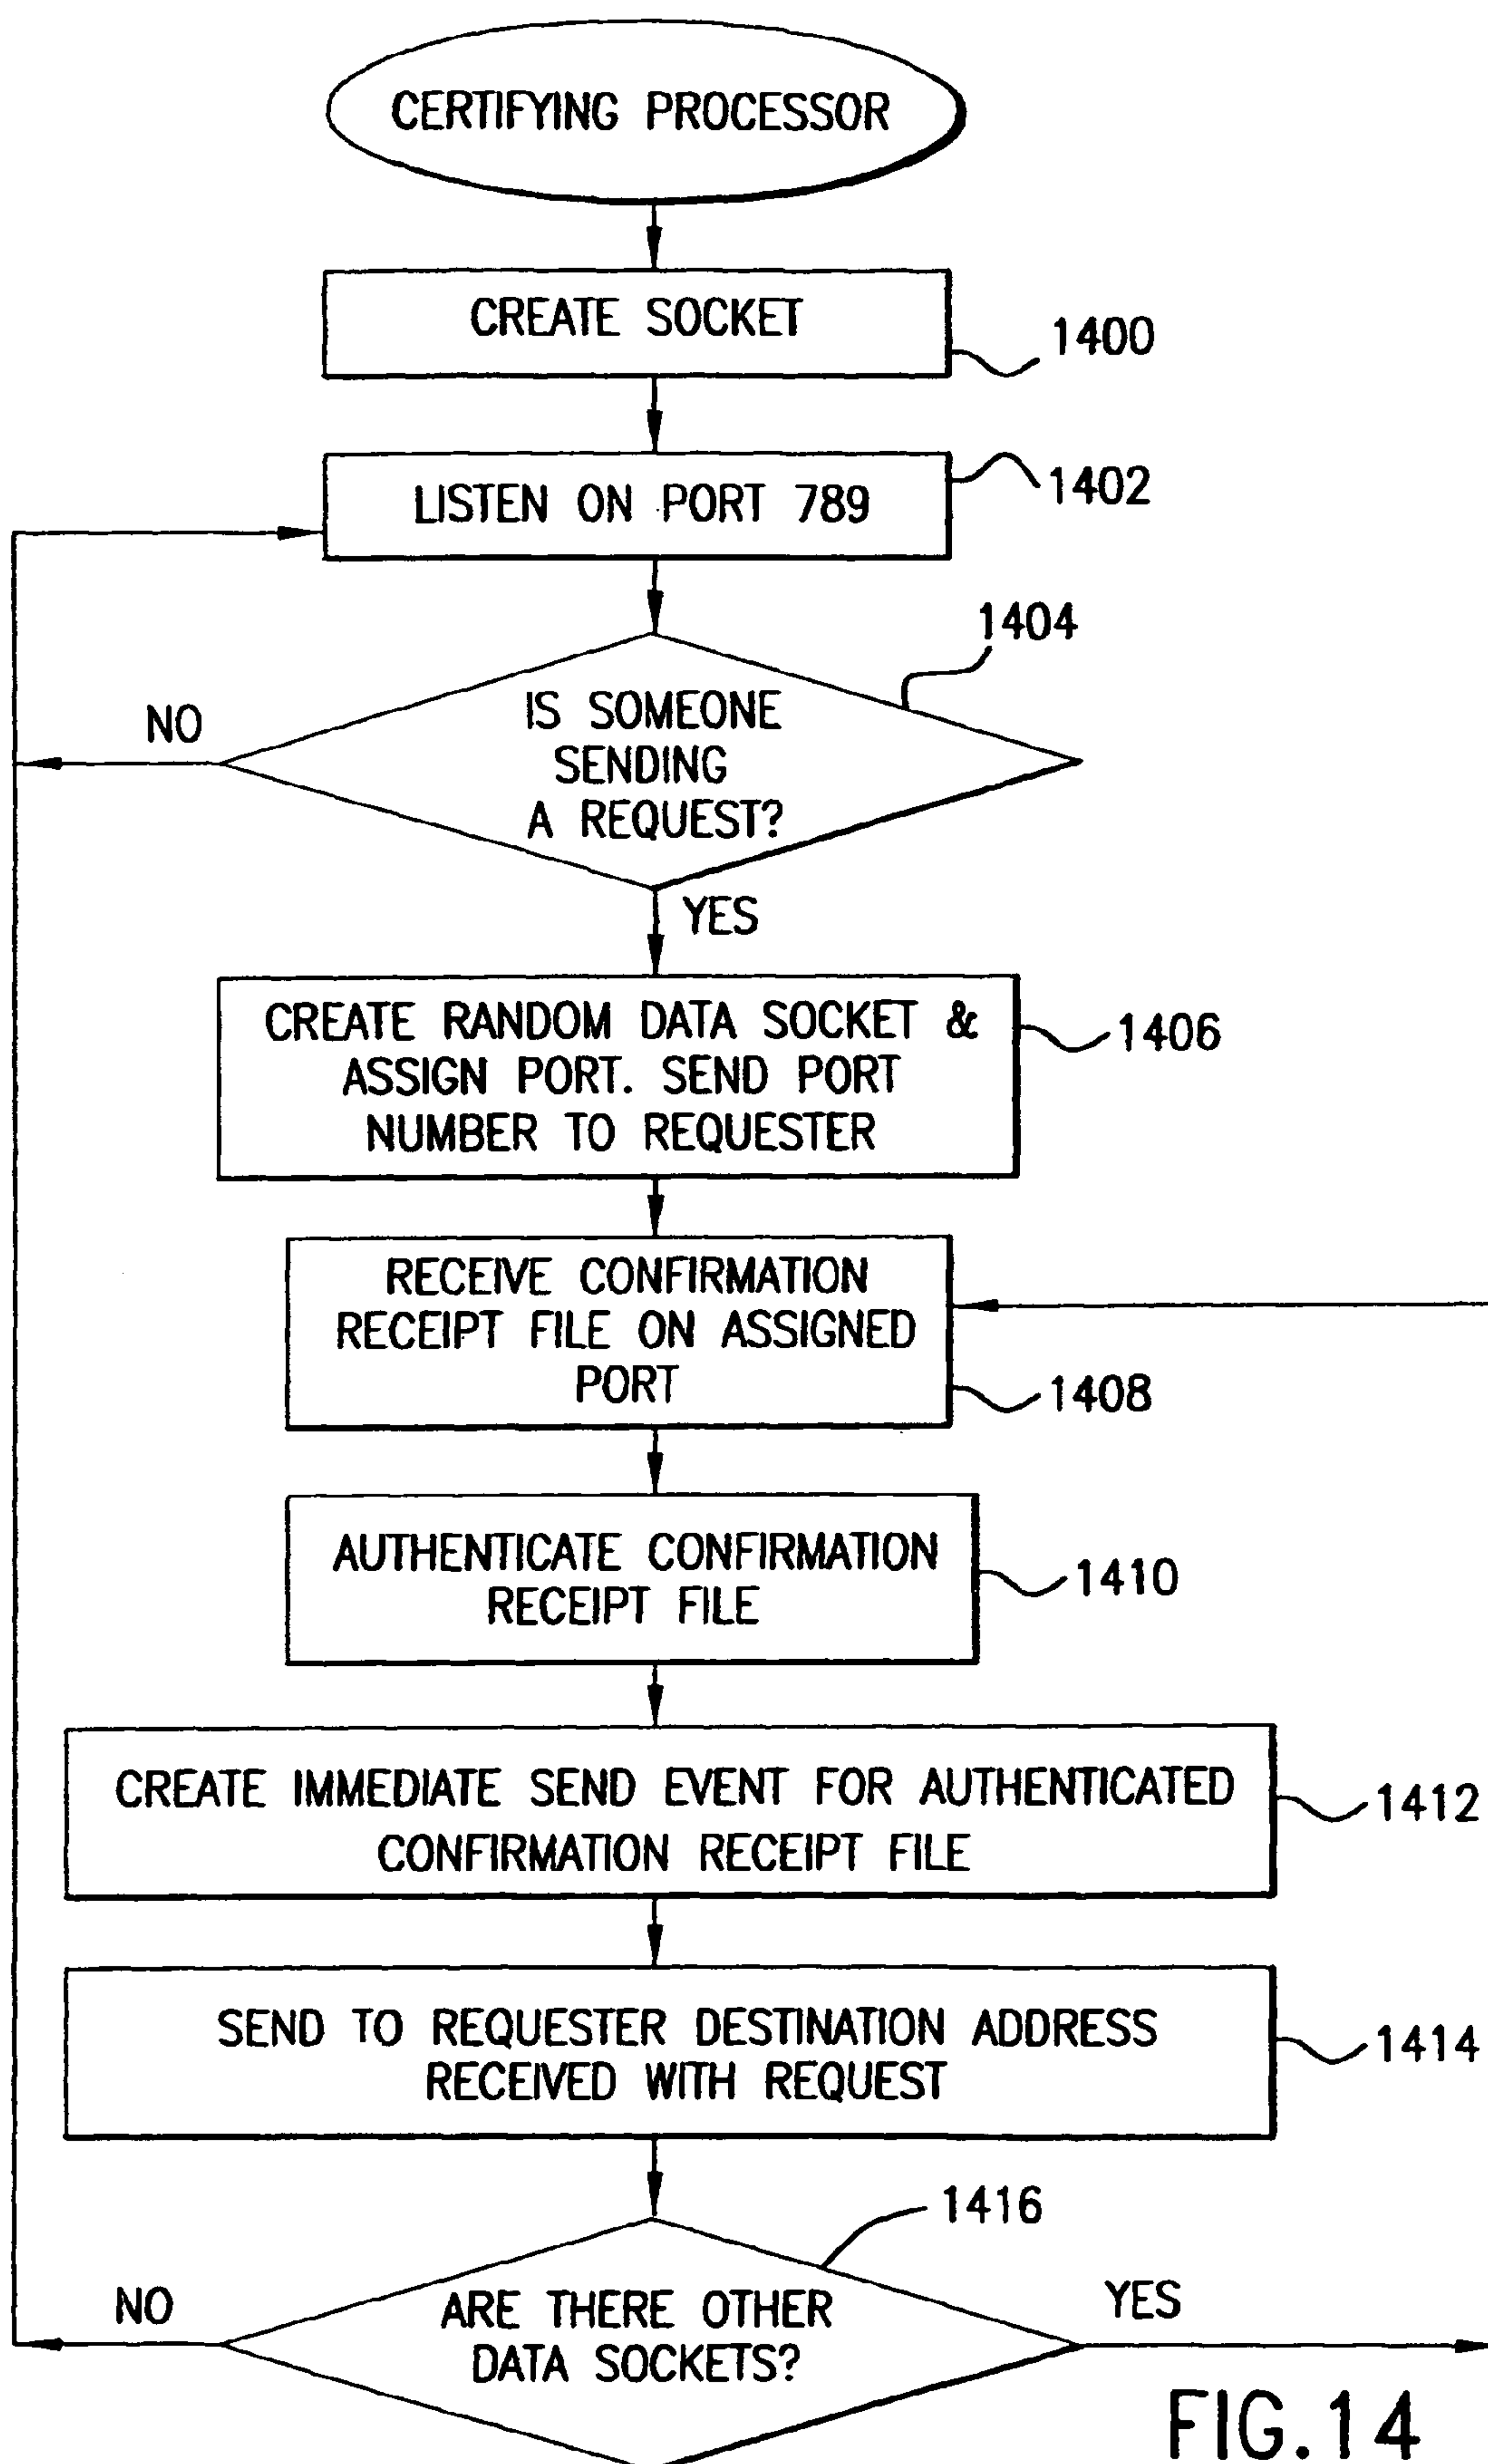 CERTIFYING PROCESSOR
CREATE SOCKET
1400
LISTEN ON PORT 789
1402
1404
IS SOMEONE
SENDING
A REQUEST?
NO
YES
CREATE RANDOM DATA SOCKET &
ASSIGN PORT. SEND PORT
NUMBER TO REQUESTER
1406
RECEIVE CONFIRMATION
RECEIPT FILE ON ASSIGNED
PORT
1408
AUTHENTICATE CONFIRMATION
RECEIPT FILE
1410
CREATE IMMEDIATE SEND EVENT FOR AUTHENTICATED
CONFIRMATION RECEIPT FILE
1412
SEND TO REQUESTER DESTINATION ADDRESS
RECEIVED WITH REQUEST
1414
1416
ARE THERE OTHER
DATA SOCKETS?
NO
YES
FIG.14